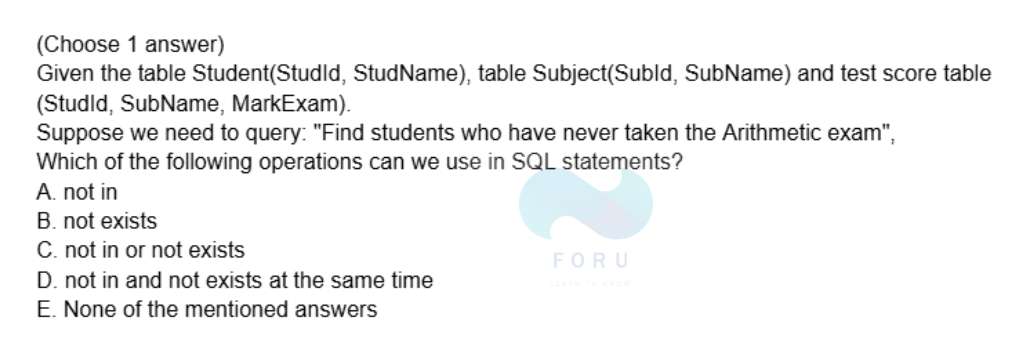 (Choose 1 answer)
Given the table Student(StudId, StudName), table Subject(SubId, SubName) and test score table
(StudId, SubName, MarkExam).
Suppose we need to query: "Find students who have never taken the Arithmetic exam",
Which of the following operations can we use in SQL statements?
A. not in
B. not exists
C. not in or not exists
FORU
LEARN TO KNOW
D. not in and not exists at the same time
E. None of the mentioned answers